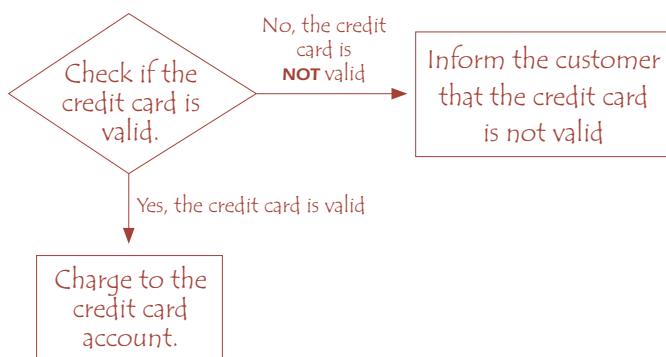 Check if the
credit card is
valid.
No, the credit
card is
NOT valid
Inform the customer
that the credit card
is not valid
Yes, the credit card is valid
Charge to the
credit card
account.